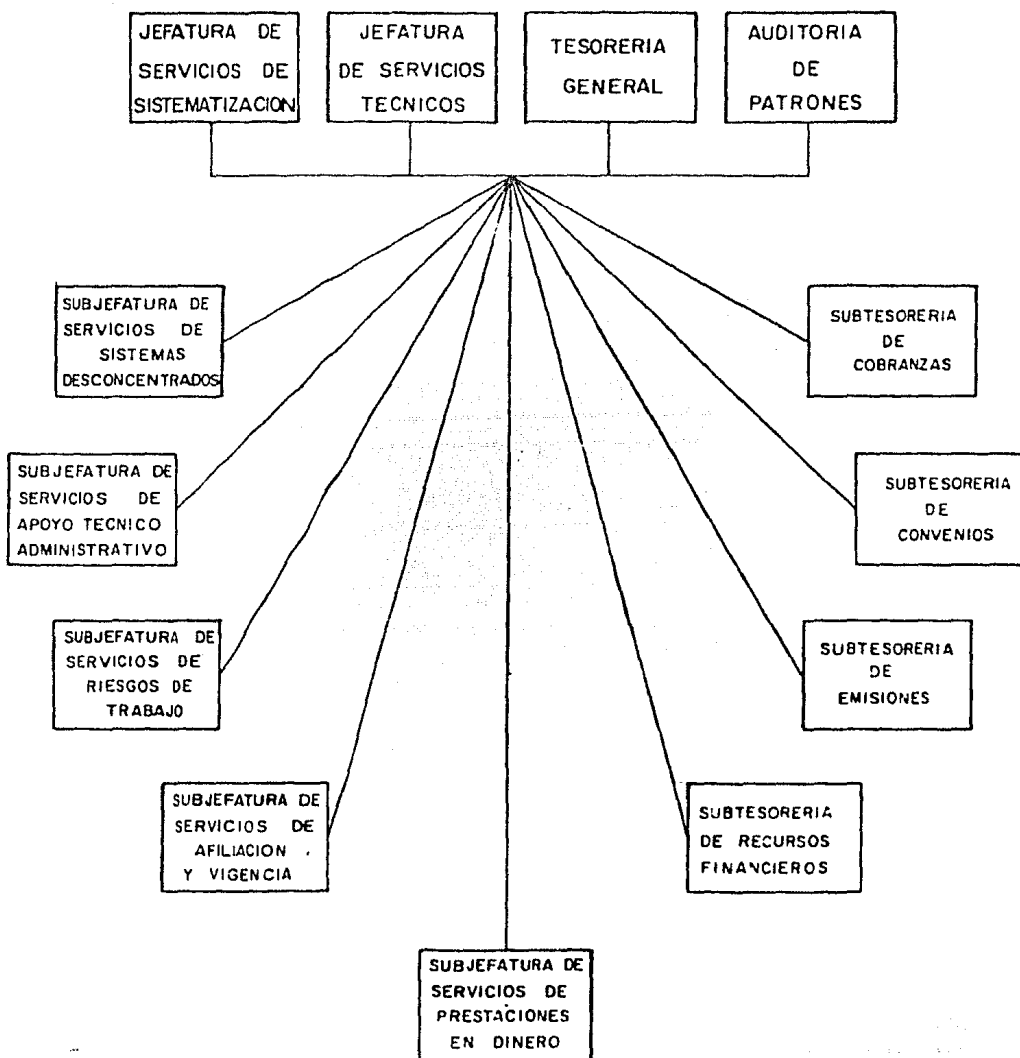 JEFATURA DE
SERVICIOS DE
SISTEMATIZACION
JEFATURA
DE SERVICIOS
TECNICOS
TESORERIA
GENERAL
AUDITORIA
DE
PATRONES
SUBJEFATURA DE
SERVICIOS DE
SISTEMAS
DESCONCENTRADOS
SUBTESORERIA
DE
COBRANZAS
SUBJEFATURA DE
SERVICIOS DE
APOYO TECNICO
ADMINISTRATIVO
SUBTESORERIA
DE
CONVENIOS
SUBJEFATURA DE
SERVICIOS DE
RIESGOS DE
TRABAJO
SUBTESORERIA
DE
EMISIONES
SUBJEFATURA DE
SERVICIOS DE
AFILIACION
Y VIGENCIA
SUBTESORERIA
DE RECURSOS
FINANCIEROS
SUBJEFATURA DE
SERVICIOS DE
PRESTACIONES
EN DINERO